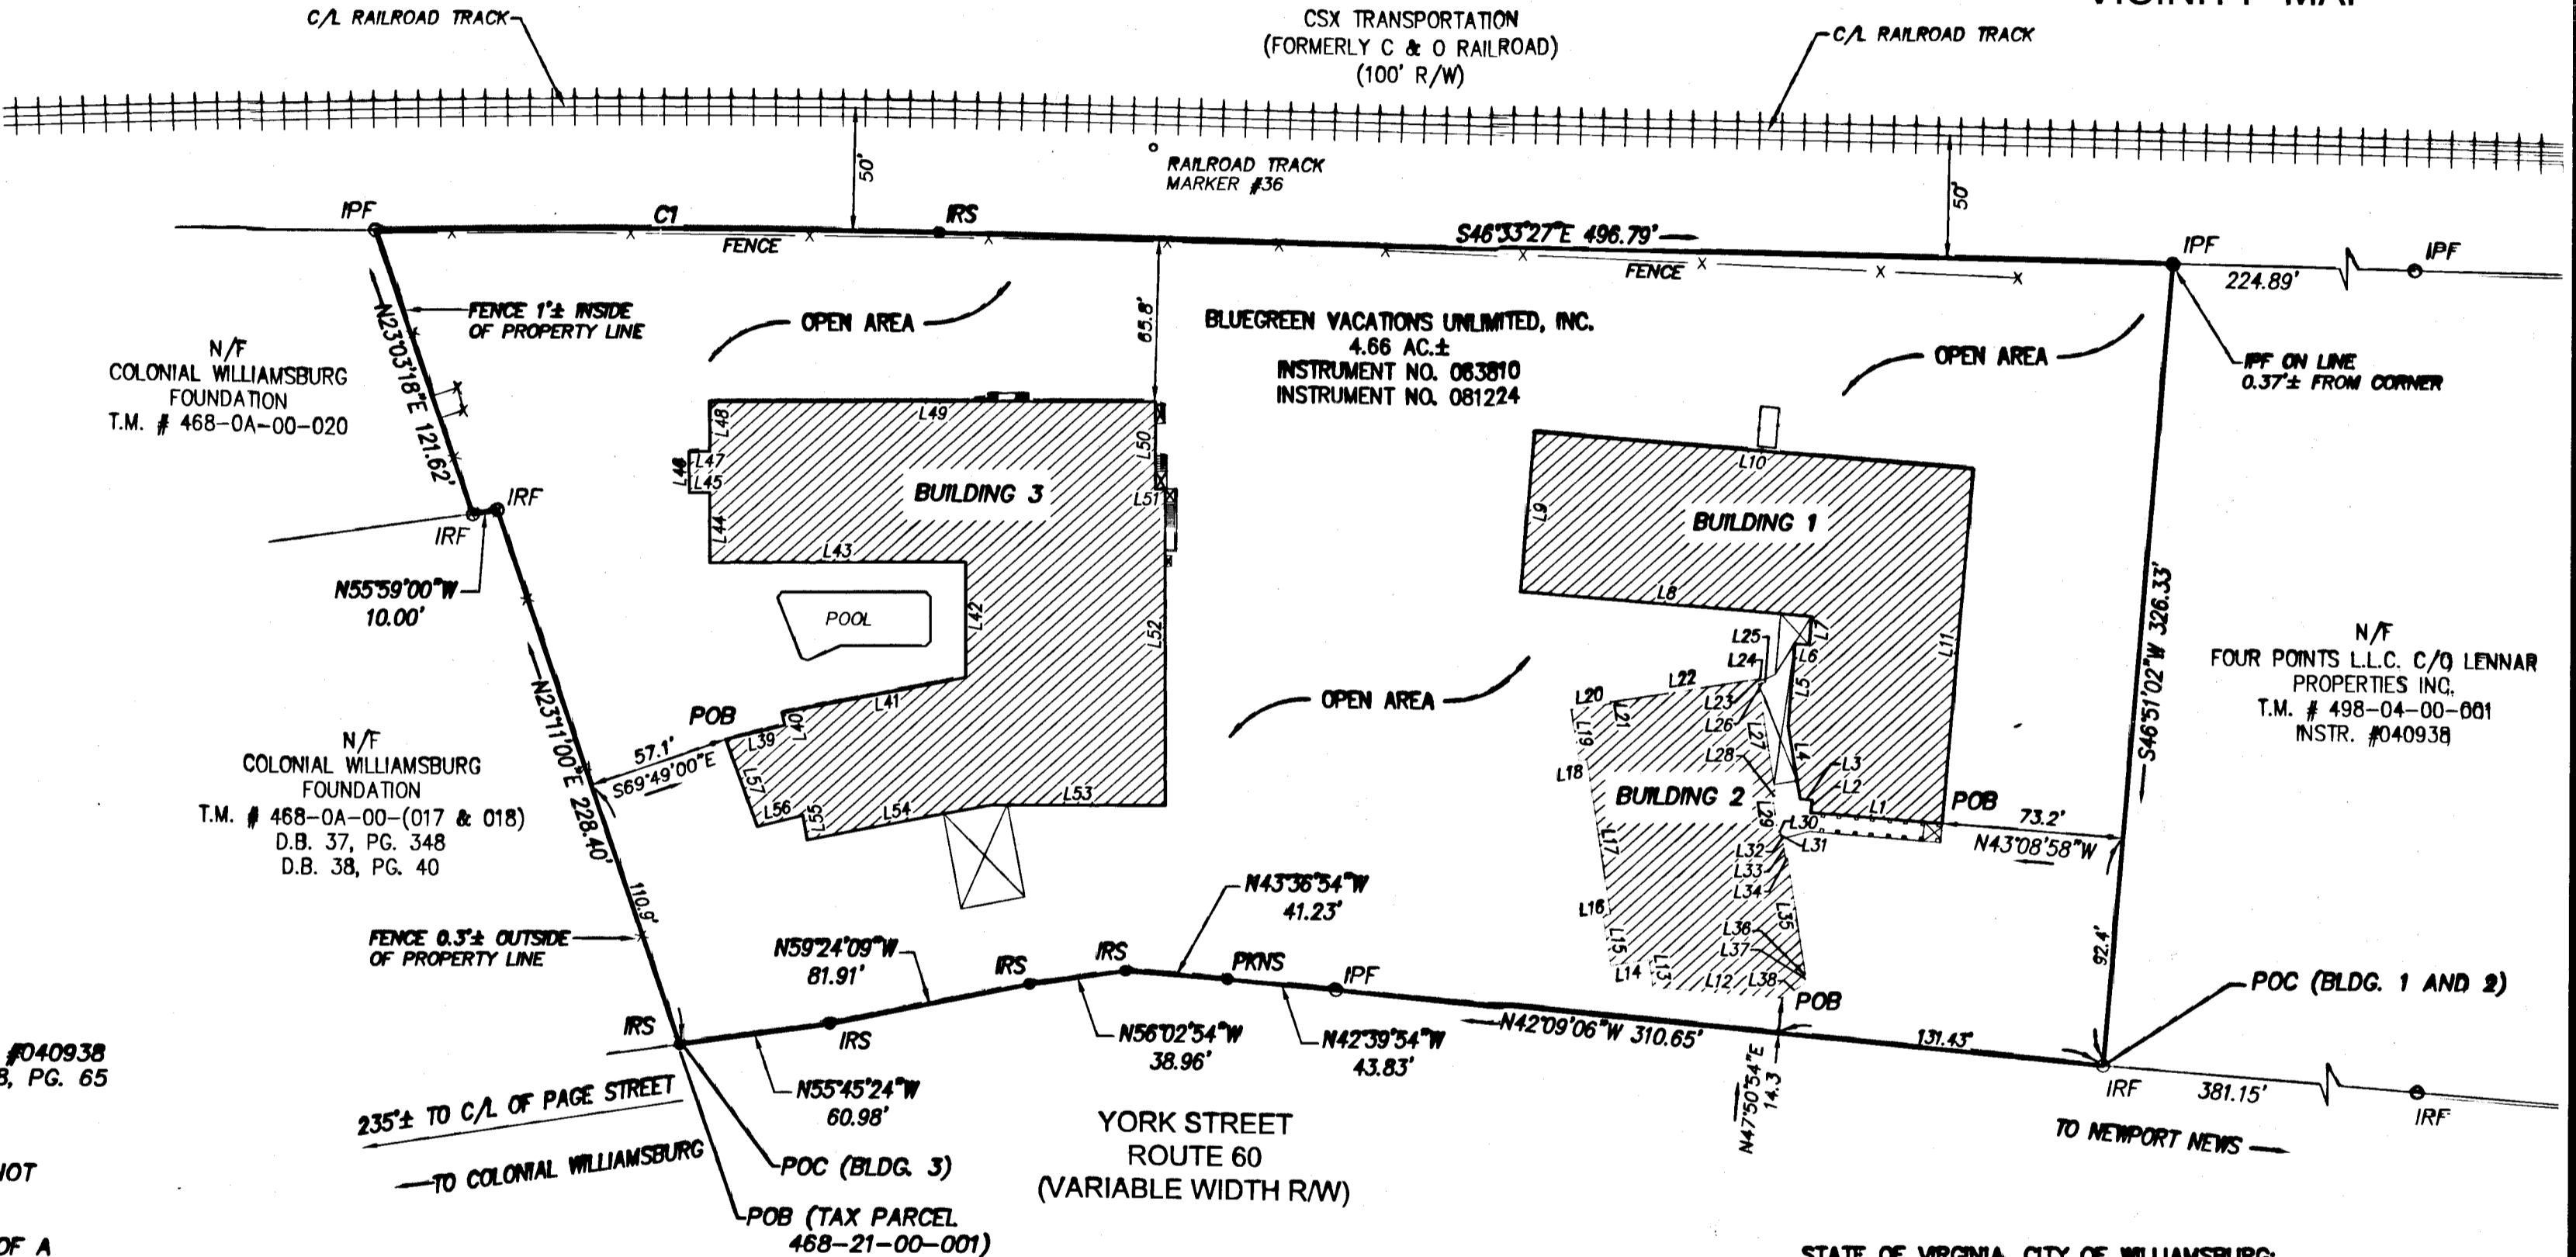 C/L RAILROAD TRACK
CSX TRANSPORTATION
(FORMERLY C & O RAILROAD)
(100' R/W)
C/L RAILROAD TRACK
50'
RAILROAD TRACK
MARKER #36
50'
IPF
C1
IRS
FENCE
S46°33'27"E 496.79'
FENCE
IPF
224.89'
IPF
FENCE 1'± INSIDE
OF PROPERTY LINE
N23°03'18"E 121.62'
OPEN AREA
65.8'
BLUEGREEN VACATIONS UNLIMITED, INC.
4.66 AC.±
INSTRUMENT NO. 063810
INSTRUMENT NO. 081224
OPEN AREA
IPF ON LINE
0.37'± FROM CORNER
N/F
COLONIAL WILLIAMSBURG
FOUNDATION
T.M. # 468-0A-00-020
L48
L49
L50
L46
L47
L45
L44
BUILDING 3
L51
L10
L9
BUILDING 1
IRF
IRF
N55°59'00"W
10.00'
L43
POOL
L42
L52
L8
L7
L11
L25
L24
L6
L5
S46°51'02"W 326.33'
N/F
FOUR POINTS L.L.C. C/O LENNAR
PROPERTIES INC.
T.M. # 498-04-00-001
INSTR. #040938
N23°11'00"E 228.40'
OPEN AREA
L20
L22
L21
L23
L26
L19
L27
L28
L4
L18
L3
L2
BUILDING 2
L1
POB
73.2'
N43°08'58"W
POB
57.1'
S69°49'00"E
L39
L40
L41
L57
L56
L55
L54
L53
N/F
COLONIAL WILLIAMSBURG
FOUNDATION
T.M. # 468-0A-00-(017 & 018)
D.B. 37, PG. 348
D.B. 38, PG. 40
L29
L30
L31
L17
L32
L33
L34
L16
L35
L15
L36
L37
L14
L13
L12
L38
POB
92.4'
110.9'
FENCE 0.3'± OUTSIDE
OF PROPERTY LINE
N59°24'09"W
81.91'
N43°36'54"W
41.23'
IRS
IRS
PKNS
IPF
POC (BLDG. 1 AND 2)
IRS
IRS
N56°02'54"W
38.96'
N42°39'54"W
43.83'
N42°09'06"W 310.65'
131.43'
N47°50'54"E
14.3
IRF
381.15'
IRF
#040938
PG. 65
N55°45'24"W
60.98'
235'± TO C/L OF PAGE STREET
TO COLONIAL WILLIAMSBURG
YORK STREET
ROUTE 60
(VARIABLE WIDTH R/W)
TO NEWPORT NEWS
POC (BLDG. 3)
POB (TAX PARCEL
468-21-00-001)
OF A
STATE OF VIRGINIA, CITY OF WILLIAMSBURG: